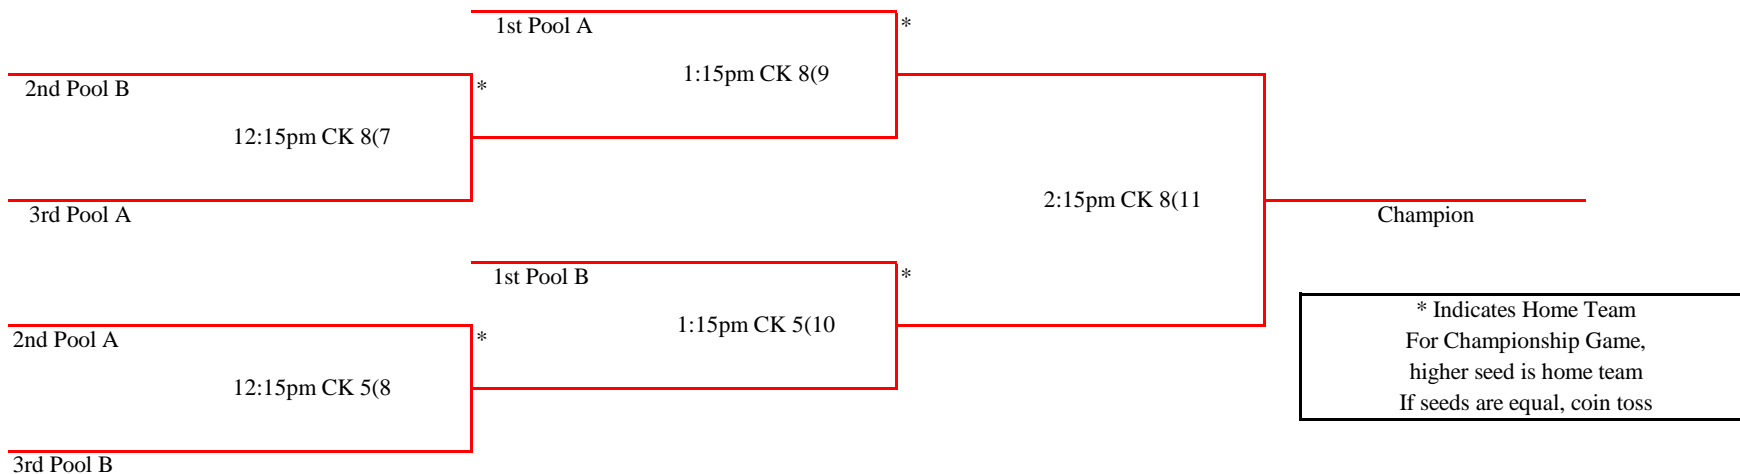 1st Pool A
*
1:15pm CK 8(9
2nd Pool B
*
12:15pm CK 8(7
3rd Pool A
2:15pm CK 8(11
Champion
1st Pool B
*
1:15pm CK 5(10
2nd Pool A
*
12:15pm CK 5(8
3rd Pool B
* Indicates Home Team
For Championship Game,
higher seed is home team
If seeds are equal, coin toss